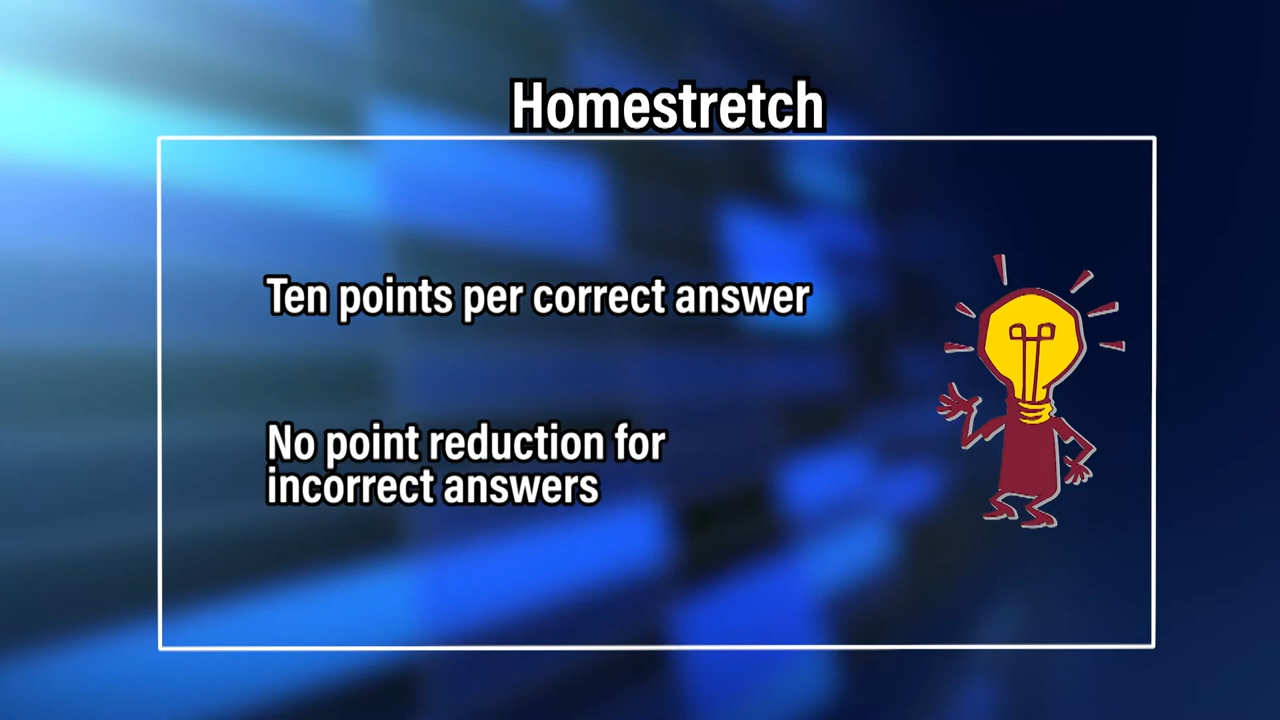 Homestretch
Ten points per correct answer
No point reduction for
incorrect answers